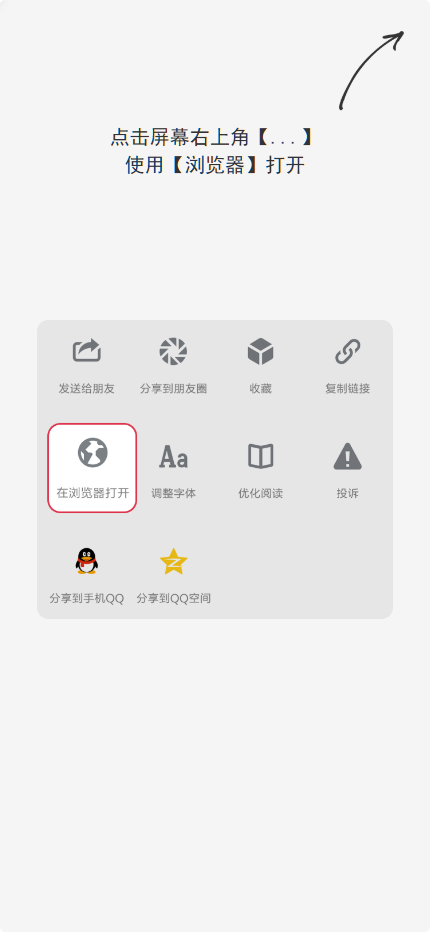 点击屏幕右上角【...】
使用【浏览器】打开
发送给朋友 分享到朋友圈 收藏 复制链接
在浏览器打开 Aa 调整字体 优化阅读 投诉
分享到手机QQ 分享到QQ空间